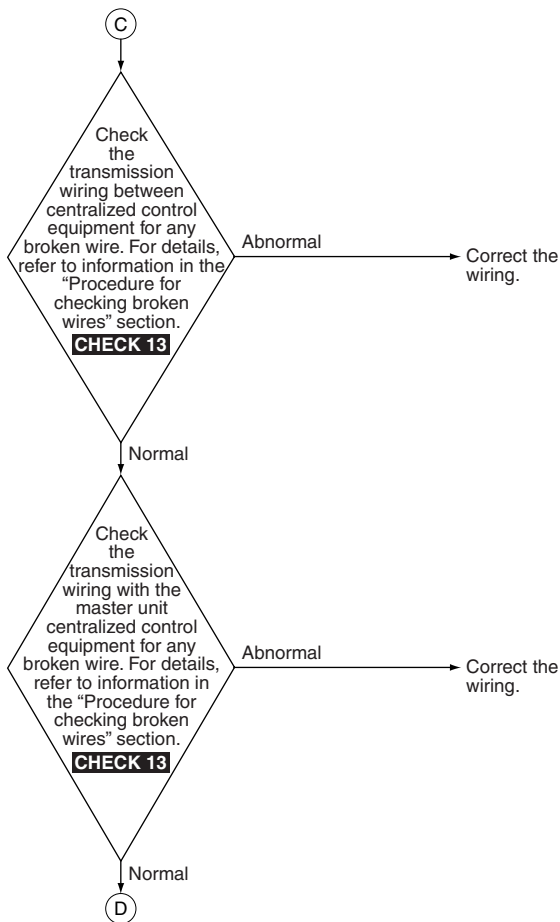 C
Check
the
transmission
wiring between
centralized control
equipment for any
broken wire. For details,
refer to information in the
“Procedure for
checking broken
wires” section.
CHECK 13
Abnormal
Correct the
wiring.
Normal
Check
the
transmission
wiring with the
master unit
centralized control
equipment for any
broken wire. For details,
refer to information in
the “Procedure for
checking broken
wires” section.
CHECK 13
Abnormal
Correct the
wiring.
Normal
D